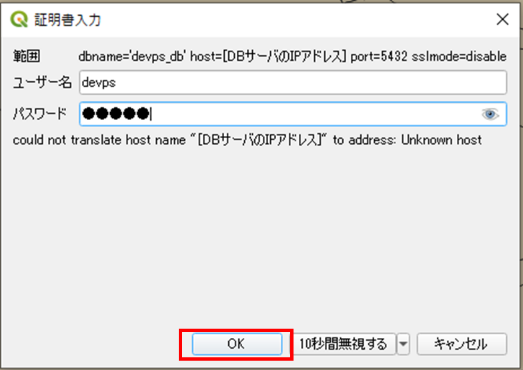 証明書入力
範囲 dbname='devps_db' host=[DBサーバのIPアドレス] port=5432 sslmode=disable
ユーザー名 devps
パスワード ●●●●●
could not translate host name "[DBサーバのIPアドレス]" to address: Unknown host
OK 10秒間無視する キャンセル